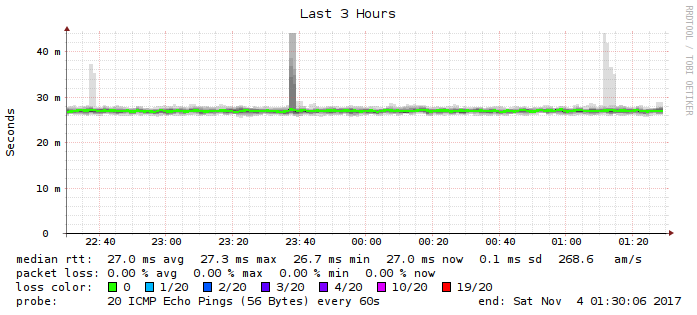 Last 3 Hours
RRDTOOL / TOBI OETIKER
Seconds
40 m
30 m
20 m
10 m
0
22:40 23:00 23:20 23:40 00:00 00:20 00:40 01:00 01:20
median rtt: 27.0 ms avg 27.3 ms max 26.7 ms min 27.0 ms now 0.1 ms sd 268.6 am/s
packet loss: 0.00 % avg 0.00 % max 0.00 % min 0.00 % now
loss color: 0 1/20 2/20 3/20 4/20 10/20 19/20
probe: 20 ICMP Echo Pings (56 Bytes) every 60s end: Sat Nov 4 01:30:06 2017